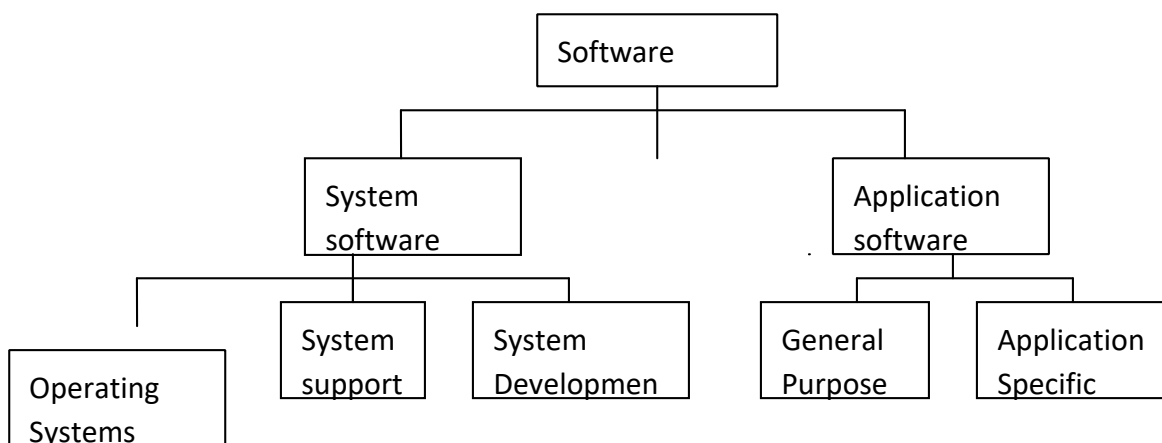 Software
System
software
Application
software
Operating
Systems
System
support
System
Developmen
General
Purpose
Application
Specific